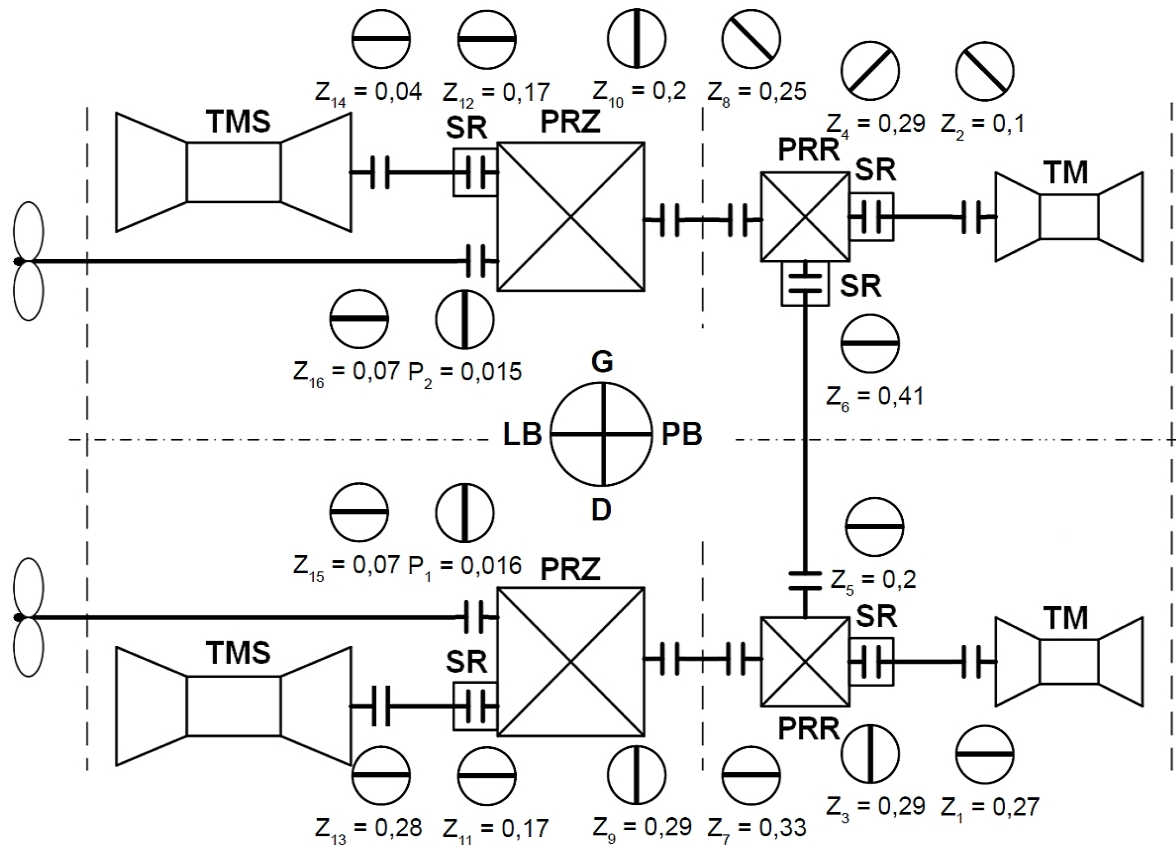 Z₁₄ = 0,04 Z₁₂ = 0,17 Z₁₀ = 0,2 Z₈ = 0,25
Z₄ = 0,29 Z₂ = 0,1
TMS SR PRZ PRR SR TM
SR
Z₁₆ = 0,07 P₂ = 0,015
Z₆ = 0,41
G
LB PB
D
Z₁₅ = 0,07 P₁ = 0,016
Z₅ = 0,2
PRZ
TMS SR SR TM
PRR
Z₁₃ = 0,28 Z₁₁ = 0,17 Z₉ = 0,29 Z₇ = 0,33
Z₃ = 0,29 Z₁ = 0,27